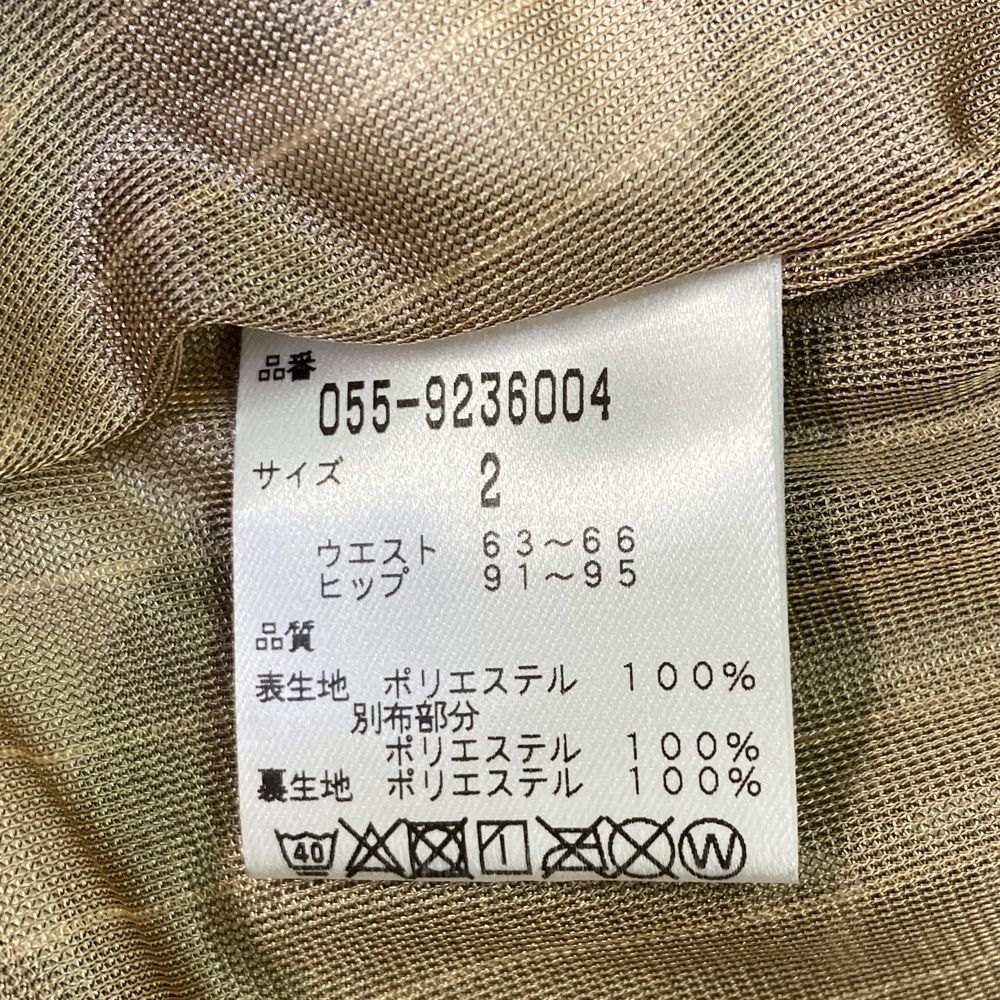 品番
055-9236004
サイズ 2
ウエスト 63～66
ヒップ 91～95
品質
表生地 ポリエステル 100%
別布部分
ポリエステル 100%
裏生地 ポリエステル 100%
40 W